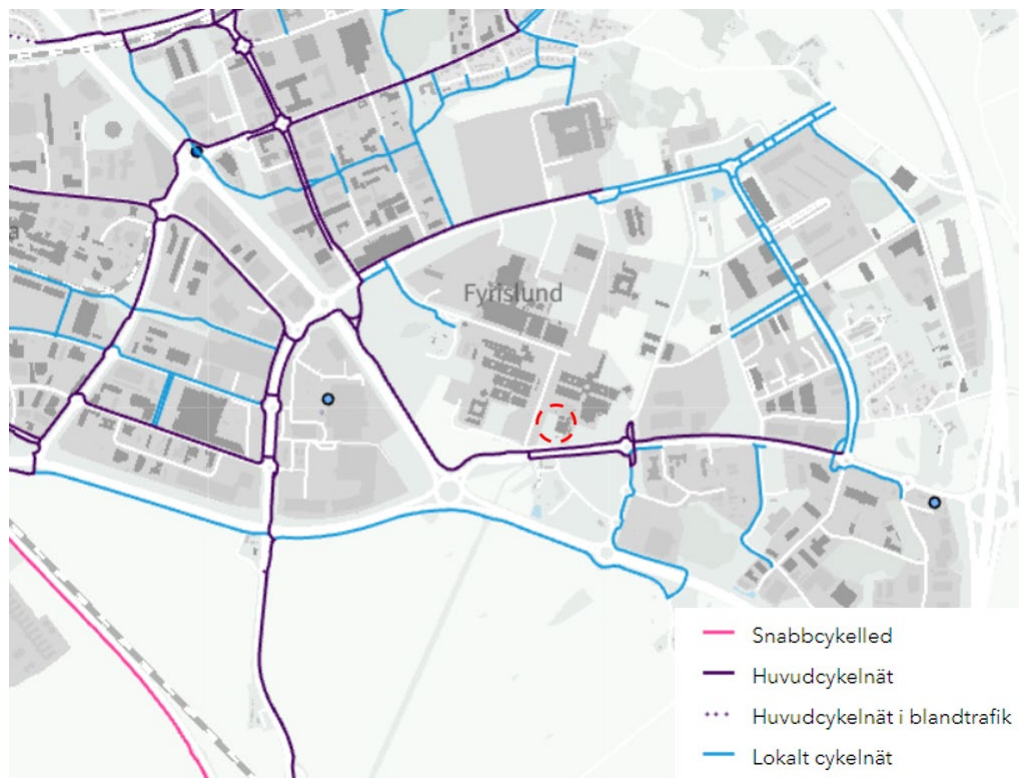 a
Fyrislund
Snabbcykelled
Huvudcykelnät
Huvudcykelnät i blandtrafik
Lokalt cykelnät